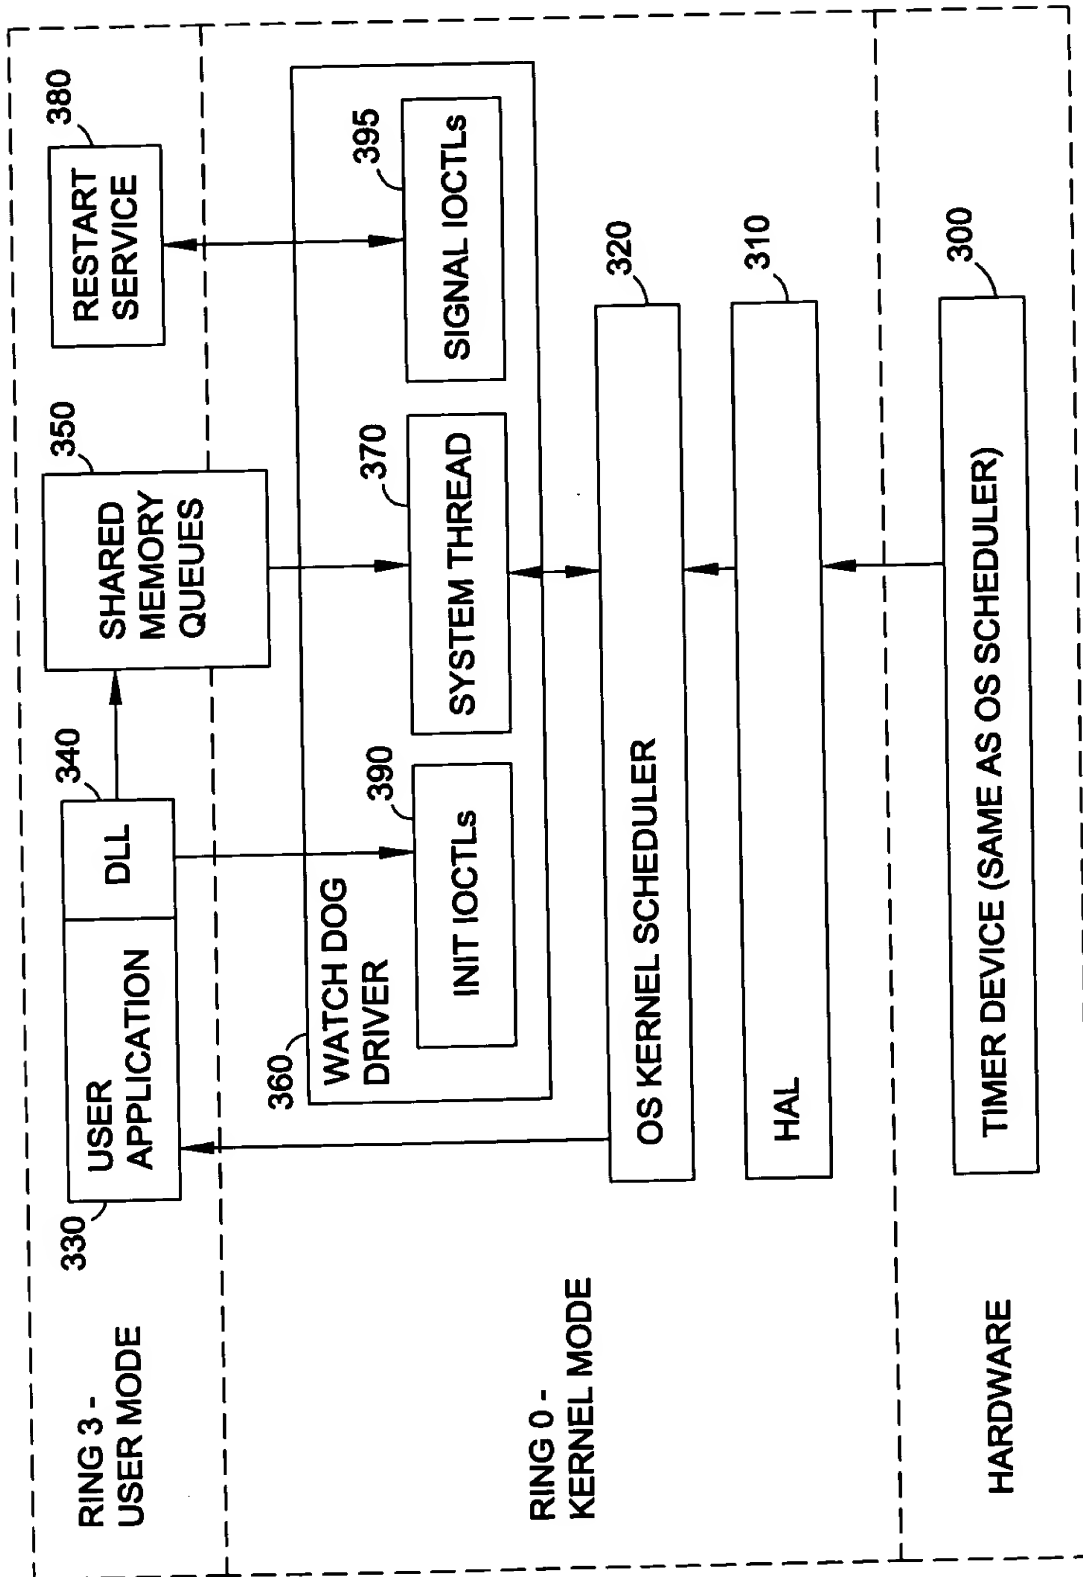 RING 3 -
USER MODE
330
USER
APPLICATION
DLL
340
SHARED
MEMORY
QUEUES
350
RESTART
SERVICE
380
RING 0 -
KERNEL MODE
360
WATCH DOG
DRIVER
INIT IOCTLs
390
SYSTEM THREAD
370
SIGNAL IOCTLs
395
OS KERNEL SCHEDULER
320
HAL
310
HARDWARE
TIMER DEVICE (SAME AS OS SCHEDULER)
300